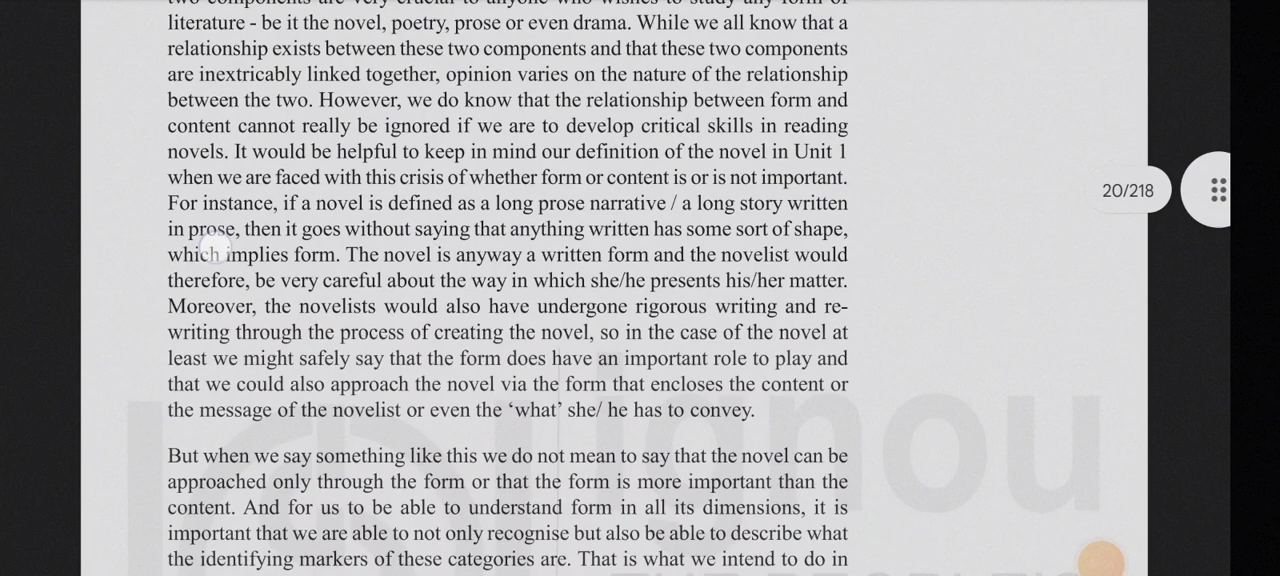 two components are very crucial to anyone who wishes to study any form of
literature - be it the novel, poetry, prose or even drama. While we all know that a
relationship exists between these two components and that these two components
are inextricably linked together, opinion varies on the nature of the relationship
between the two. However, we do know that the relationship between form and
content cannot really be ignored if we are to develop critical skills in reading
novels. It would be helpful to keep in mind our definition of the novel in Unit 1
when we are faced with this crisis of whether form or content is or is not important.
For instance, if a novel is defined as a long prose narrative / a long story written
in prose, then it goes without saying that anything written has some sort of shape,
which implies form. The novel is anyway a written form and the novelist would
therefore, be very careful about the way in which she/he presents his/her matter.
Moreover, the novelists would also have undergone rigorous writing and re-
writing through the process of creating the novel, so in the case of the novel at
least we might safely say that the form does have an important role to play and
that we could also approach the novel via the form that encloses the content or
the message of the novelist or even the ‘what’ she/ he has to convey.
But when we say something like this we do not mean to say that the novel can be
approached only through the form or that the form is more important than the
content. And for us to be able to understand form in all its dimensions, it is
important that we are able to not only recognise but also be able to describe what
the identifying markers of these categories are. That is what we intend to do in
20/218
ignou